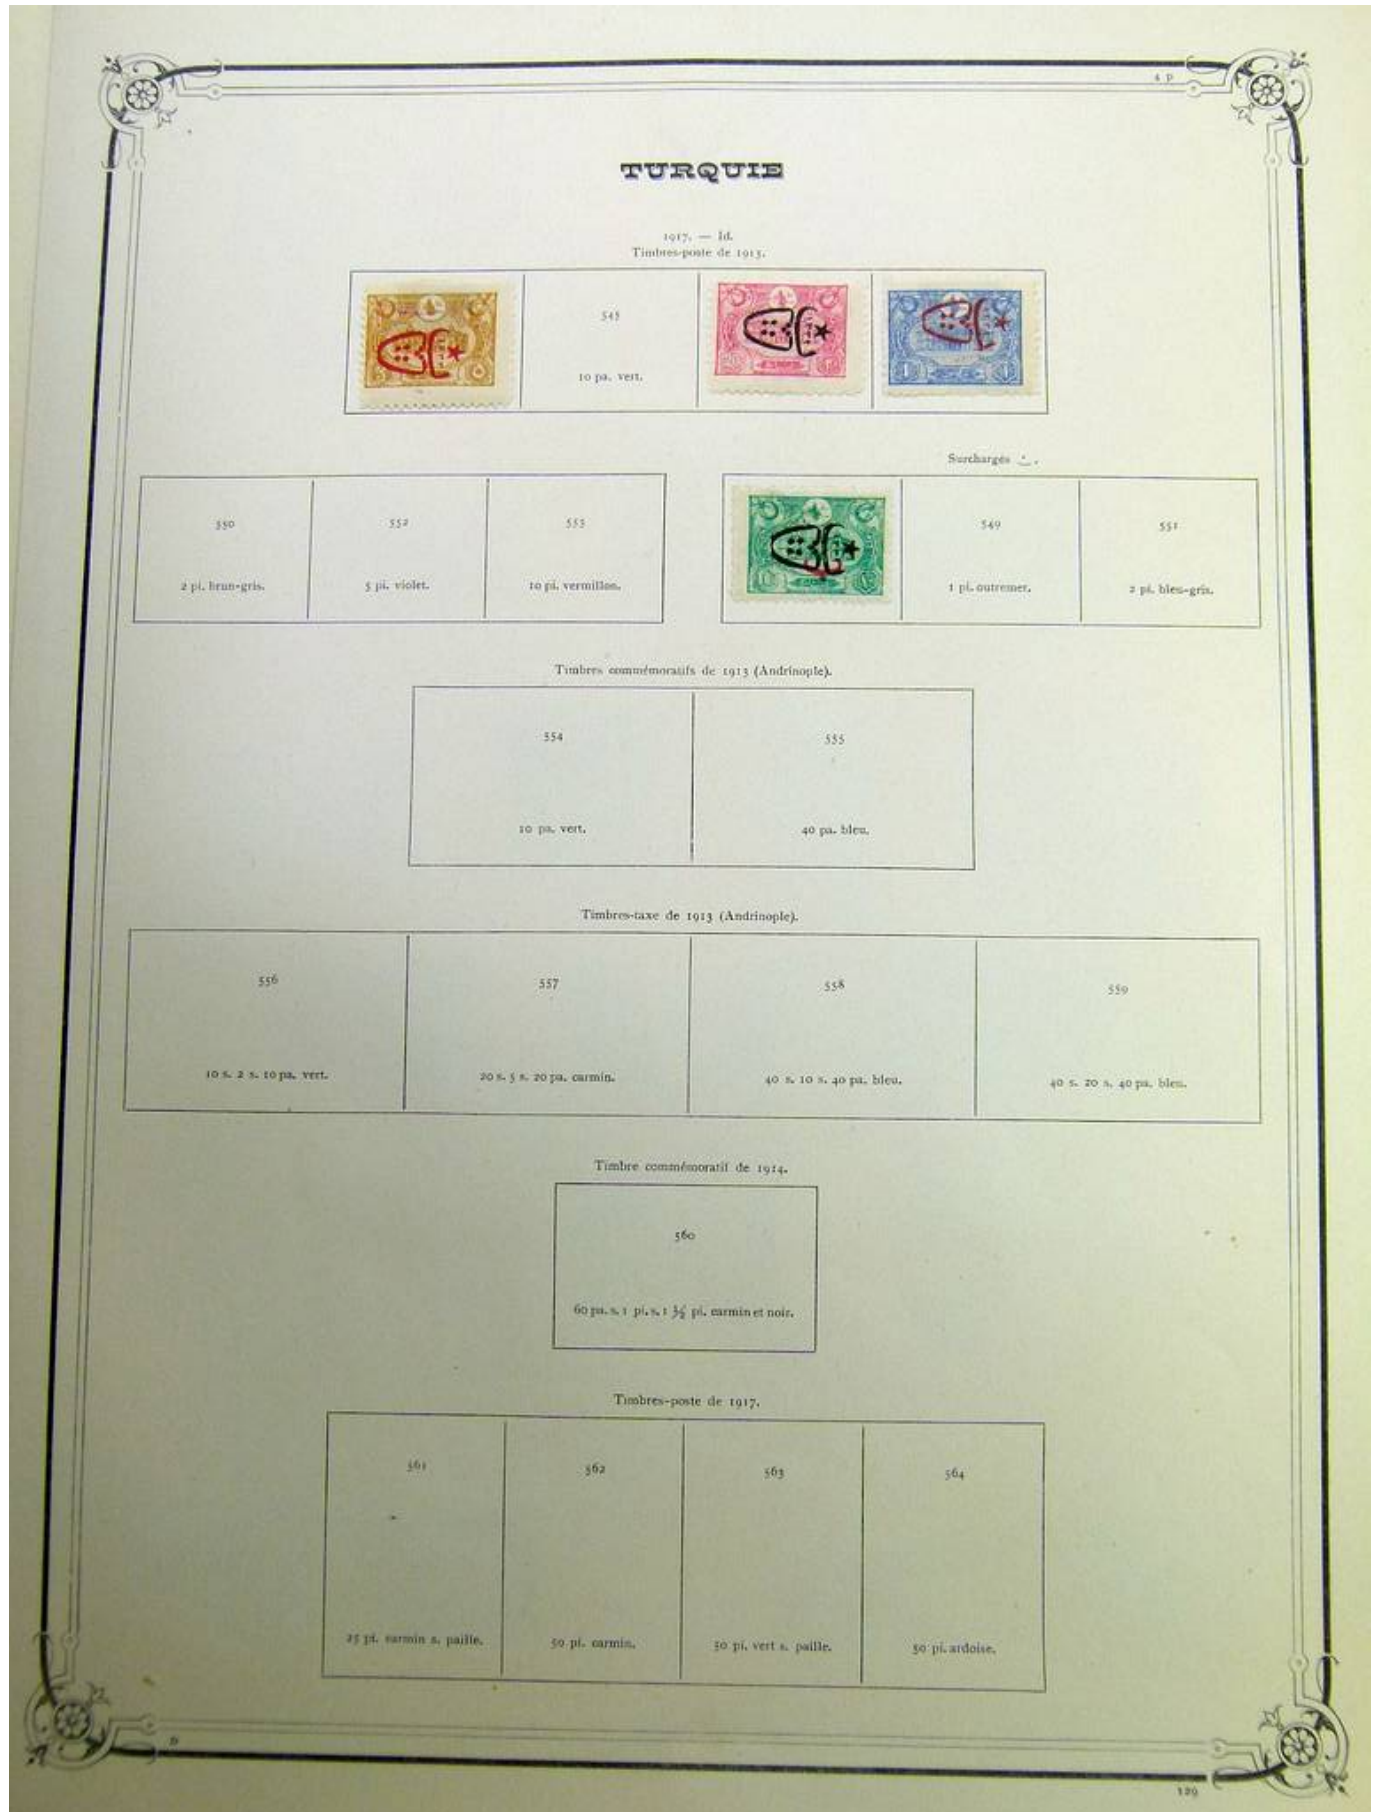 4 P
TURQUIE
1917. — Id.
Timbres-poste de 1913.
545
10 pa. vert.
Surchargés
550
2 pi. brun-gris.
552
5 pi. violet.
553
10 pi. vermillon.
549
1 pi. outremer.
551
2 pi. bleu-gris.
Timbres commémoratifs de 1913 (Andrinople).
554
10 pa. vert.
555
40 pa. bleu.
Timbres-taxe de 1913 (Andrinople).
556
10 s. 2 s. 10 pa. vert.
557
20 s. 5 s. 20 pa. carmin.
558
40 s. 10 s. 40 pa. bleu.
559
40 s. 20 s. 40 pa. bleu.
Timbre commémoratif de 1914.
560
60 pa. s. 1 pi. s. 1 ½ pi. carmin et noir.
Timbres-poste de 1917.
561
25 pi. carmin s. paille.
562
50 pi. carmin.
563
50 pi. vert s. paille.
564
50 pi. ardoise.
129